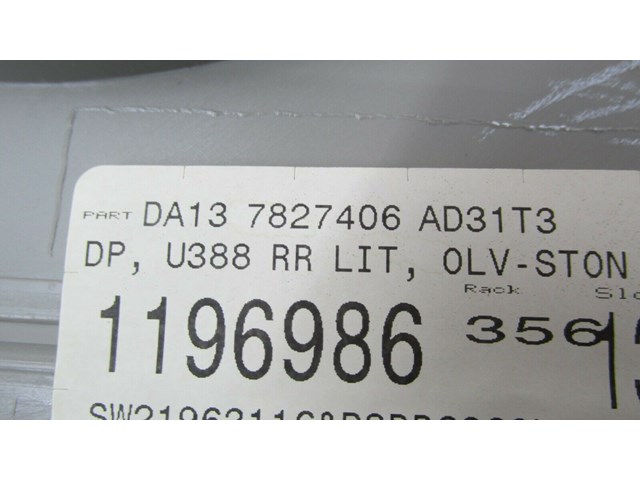 PART DA13 7827406 AD31T3
DP, U388 RR LIT, OLV-STON
Rack
1196986 356